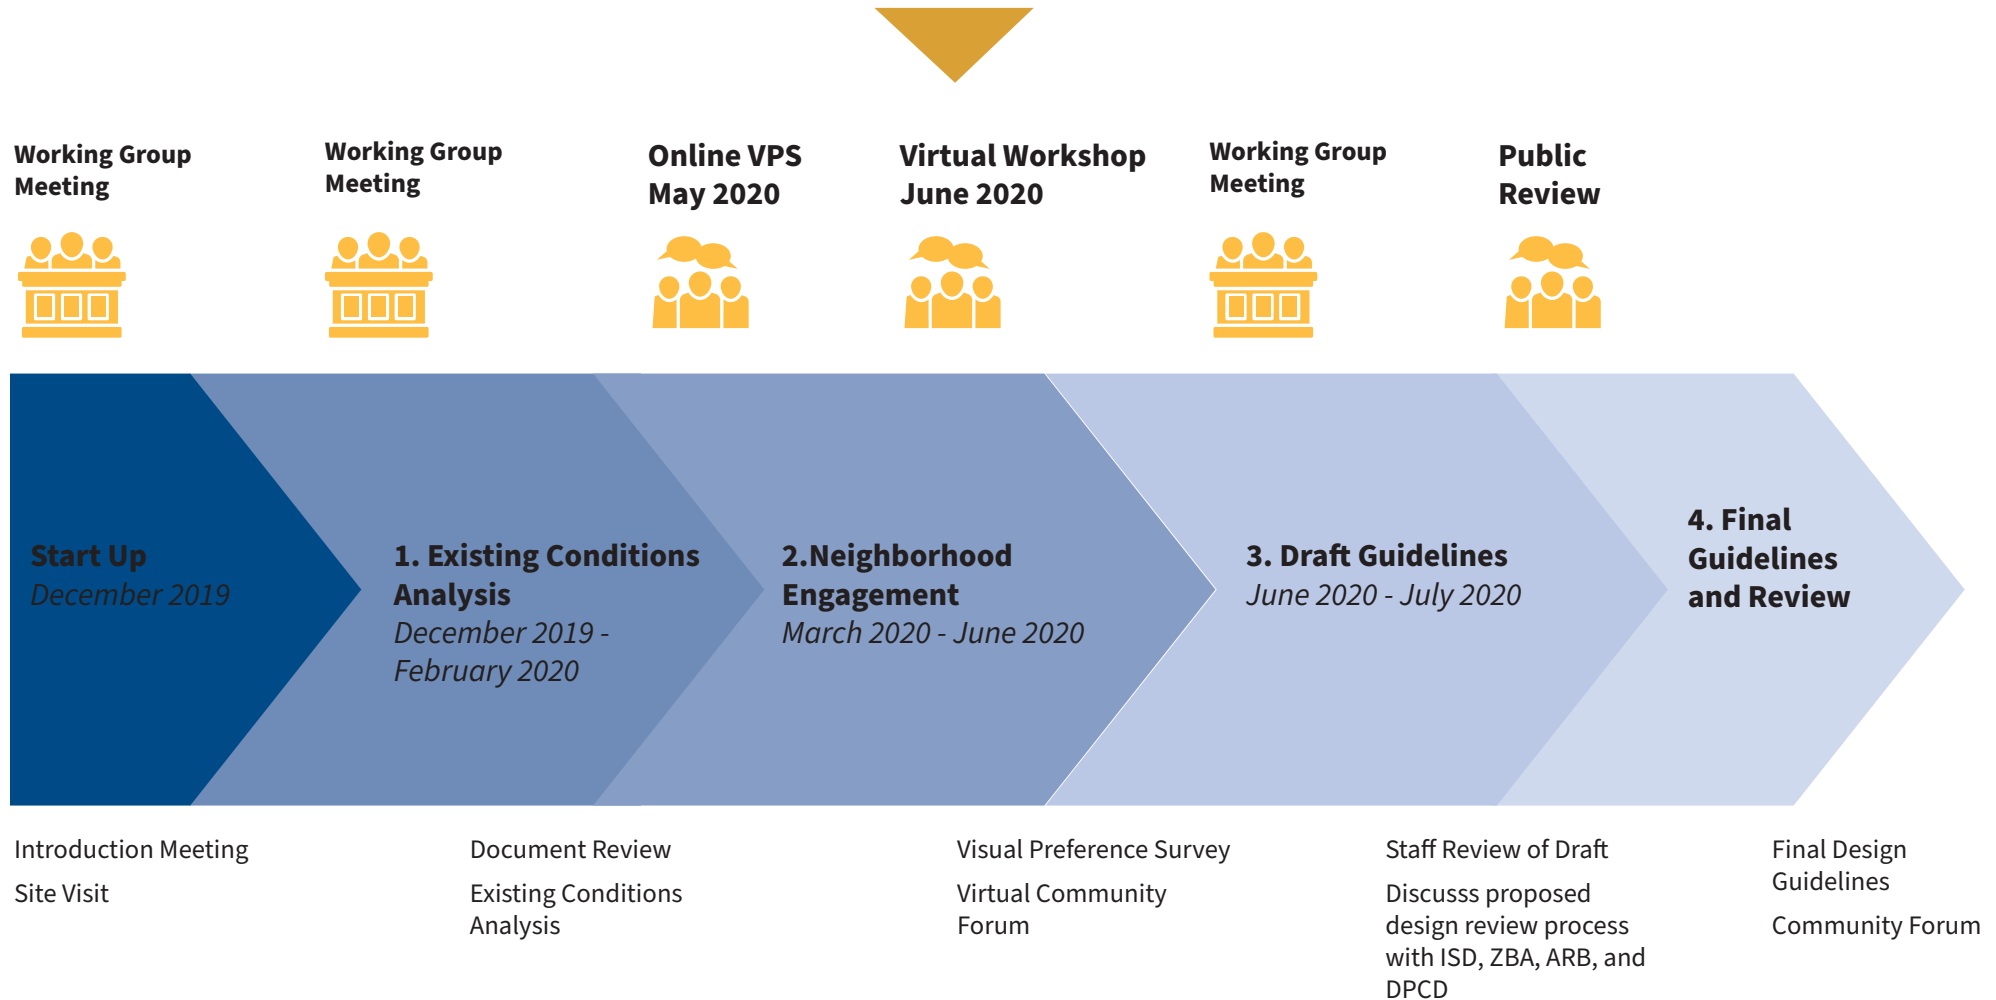 Working Group
Meeting
Working Group
Meeting
Online VPS
May 2020
Virtual Workshop
June 2020
Working Group
Meeting
Public
Review
Start Up
December 2019
1. Existing Conditions
Analysis
December 2019 -
February 2020
2.Neighborhood
Engagement
March 2020 - June 2020
3. Draft Guidelines
June 2020 - July 2020
4. Final
Guidelines
and Review
Introduction Meeting
Site Visit
Document Review
Existing Conditions
Analysis
Visual Preference Survey
Virtual Community
Forum
Staff Review of Draft
Discusss proposed
design review process
with ISD, ZBA, ARB, and
DPCD
Final Design
Guidelines
Community Forum